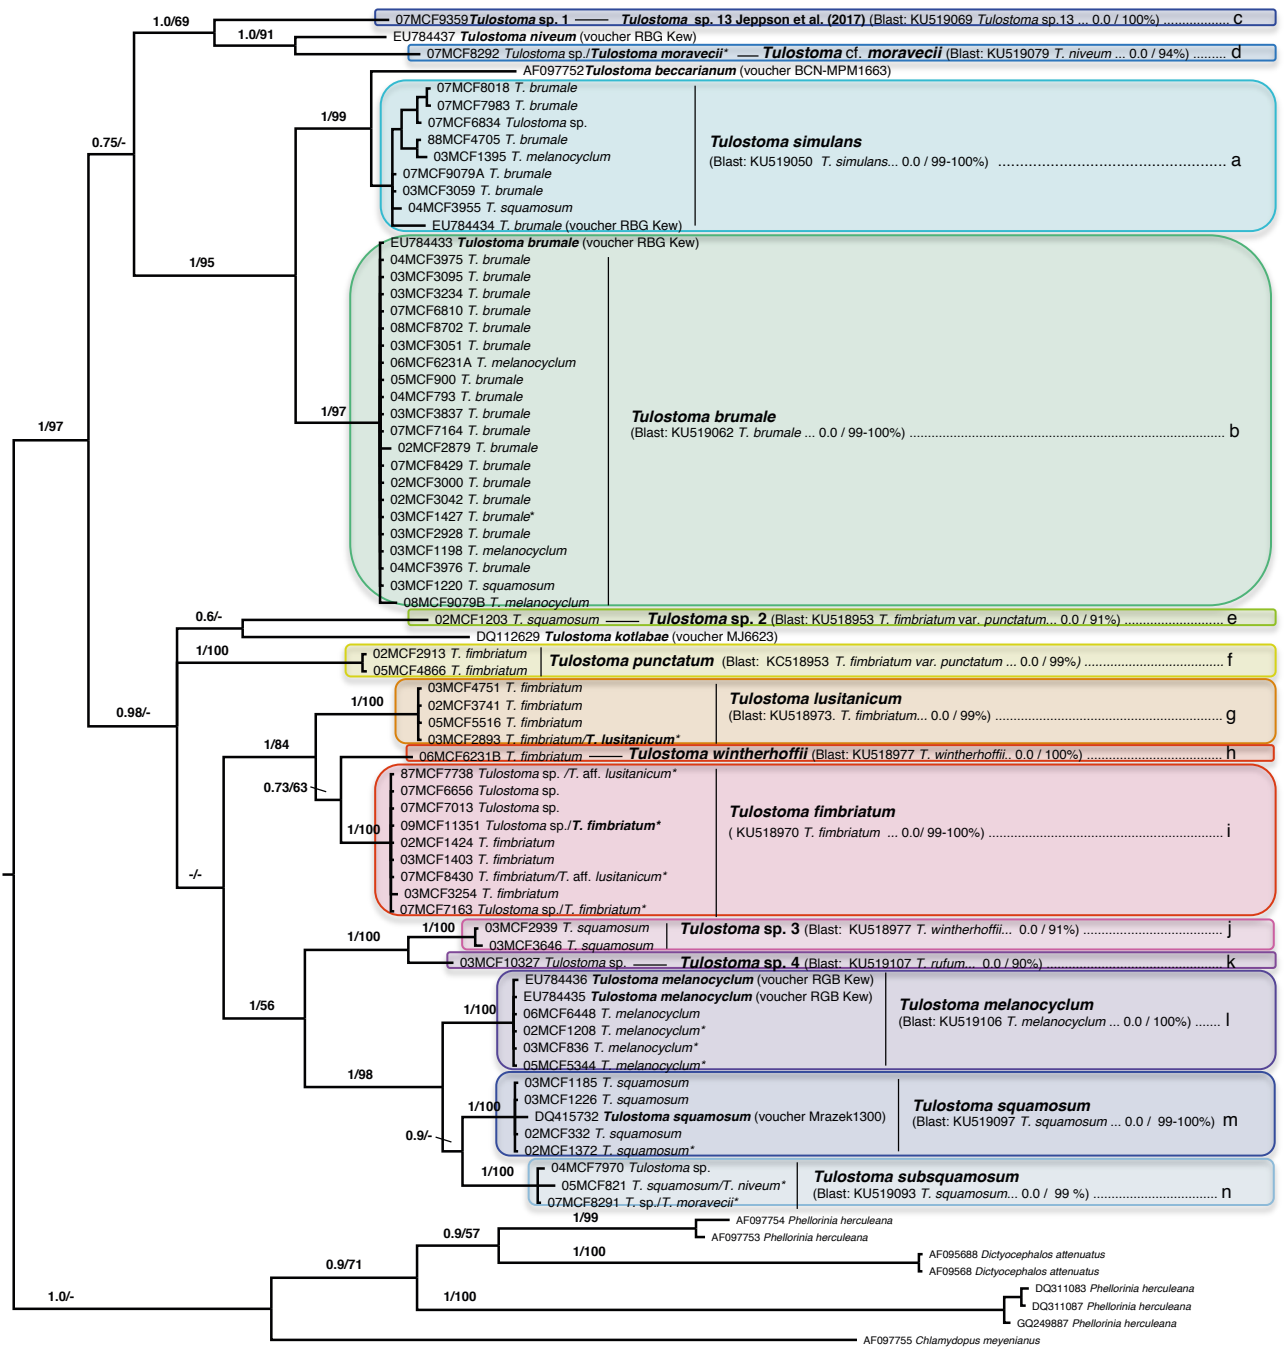 1.0/69
07MCF9359 Tulostoma sp. 1 Tulostoma sp. 13 Jeppson et al. (2017) (Blast: KU519069 Tulostoma sp.13 ... 0.0 / 100%) .................. c
1.0/91
EU784437 Tulostoma niveum (voucher RBG Kew)
07MCF8292 Tulostoma sp./Tulostoma moravecii* Tulostoma cf. moravecii (Blast: KU519079 T. niveum ... 0.0 / 94%) ......... d
AF097752 Tulostoma beccarianum (voucher BCN-MPM1663)
07MCF8018 T. brumale
07MCF7983 T. brumale
1/99
07MCF6834 Tulostoma sp.
88MCF4705 T. brumale
0.75/-
Tulostoma simulans
03MCF1395 T. melanocyclum
(Blast: KU519050 T. simulans... 0.0 / 99-100%) .................................................. a
07MCF9079A T. brumale
03MCF3059 T. brumale
04MCF3955 T. squamosum
EU784434 T. brumale (voucher RBG Kew)
EU784433 Tulostoma brumale (voucher RBG Kew)
1/95
04MCF3975 T. brumale
03MCF3095 T. brumale
03MCF3234 T. brumale
07MCF6810 T. brumale
08MCF8702 T. brumale
03MCF3051 T. brumale
06MCF6231A T. melanocyclum
05MCF900 T. brumale
04MCF793 T. brumale
1/97
03MCF3837 T. brumale
Tulostoma brumale
1/97
07MCF7164 T. brumale
(Blast: KU519062 T. brumale ... 0.0 / 99-100%) ...................................................................... b
02MCF2879 T. brumale
07MCF8429 T. brumale
02MCF3000 T. brumale
02MCF3042 T. brumale
03MCF1427 T. brumale*
03MCF2928 T. brumale
03MCF1198 T. melanocyclum
04MCF3976 T. brumale
03MCF1220 T. squamosum
08MCF9079B T. melanocyclum
0.6/-
02MCF1203 T. squamosum Tulostoma sp. 2 (Blast: KU518953 T. fimbriatum var. punctatum... 0.0 / 91%) ...................... e
DQ112629 Tulostoma kotlabae (voucher MJ6623)
1/100
02MCF2913 T. fimbriatum
Tulostoma punctatum (Blast: KC518953 T. fimbriatum var. punctatum ... 0.0 / 99%) ............................ f
05MCF4866 T. fimbriatum
03MCF4751 T. fimbriatum
Tulostoma lusitanicum
1/100
02MCF3741 T. fimbriatum
(Blast: KU518973. T. fimbriatum... 0.0 / 99%) .................................................... g
0.98/-
05MCF5516 T. fimbriatum
03MCF2893 T. fimbriatum/T. lusitanicum*
1/84
06MCF6231B T. fimbriatum Tulostoma wintherhoffii (Blast: KU518977 T. wintherhoffii.. 0.0 / 100%) ............................ h
87MCF7738 Tulostoma sp. /T. aff. lusitanicum*
0.73/63
07MCF6656 Tulostoma sp.
07MCF7013 Tulostoma sp.
Tulostoma fimbriatum
1/100
09MCF11351 Tulostoma sp./T. fimbriatum*
( KU518970 T. fimbriatum ... 0.0/ 99-100%) .................................................... i
02MCF1424 T. fimbriatum
03MCF1403 T. fimbriatum
-/-
07MCF8430 T. fimbriatum/T. aff. lusitanicum*
03MCF3254 T. fimbriatum
07MCF7163 Tulostoma sp./T. fimbriatum*
1/100
03MCF2939 T. squamosum
Tulostoma sp. 3 (Blast: KU518977 T. wintherhoffii... 0.0 / 91%) ............................ j
1/100
03MCF3646 T. squamosum
03MCF10327 Tulostoma sp. Tulostoma sp. 4 (Blast: KU519107 T. rufum... 0.0 / 90%) ............................ k
EU784436 Tulostoma melanocyclum (voucher RGB Kew)
EU784435 Tulostoma melanocyclum (voucher RGB Kew)
Tulostoma melanocyclum
1/56
1/100
06MCF6448 T. melanocyclum
(Blast: KU519106 T. melanocyclum ... 0.0 / 100%) ....... l
02MCF1208 T. melanocyclum*
03MCF836 T. melanocyclum*
05MCF5344 T. melanocyclum*
1/98
03MCF1185 T. squamosum
03MCF1226 T. squamosum
Tulostoma squamosum
1/100
DQ415732 Tulostoma squamosum (voucher Mrazek1300)
(Blast: KU519097 T. squamosum ... 0.0 / 99-100%) m
0.9/-
02MCF332 T. squamosum
02MCF1372 T. squamosum*
1/100
04MCF7970 Tulostoma sp.
Tulostoma subsquamosum
05MCF821 T. squamosum/T. niveum*
(Blast: KU519093 T. squamosum... 0.0 / 99 %) ............................ n
07MCF8291 T. sp./T. moravecii*
1/99
AF097754 Phellorinia herculeana
0.9/57
AF097753 Phellorinia herculeana
1/100
AF095688 Dictyocephalos attenuatus
0.9/71
AF09568 Dictyocephalos attenuatus
1.0/-
1/100
DQ311083 Phellorinia herculeana
DQ311087 Phellorinia herculeana
GQ249887 Phellorinia herculeana
AF097755 Chlamydopus meyenianus